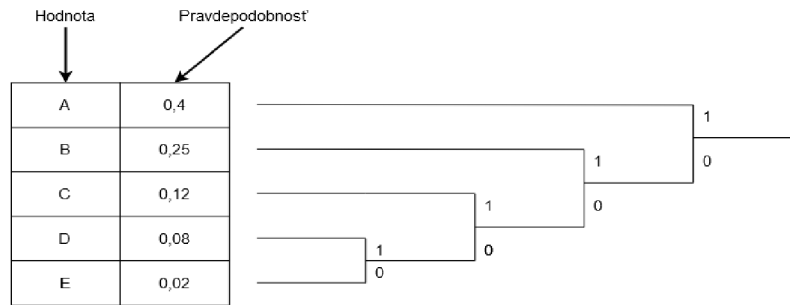 Hodnota Pravdepodobnosť
A 0,4
1
B 0,25
1 0
C 0,12
1 0
D 0,08
1 0
0
E 0,02